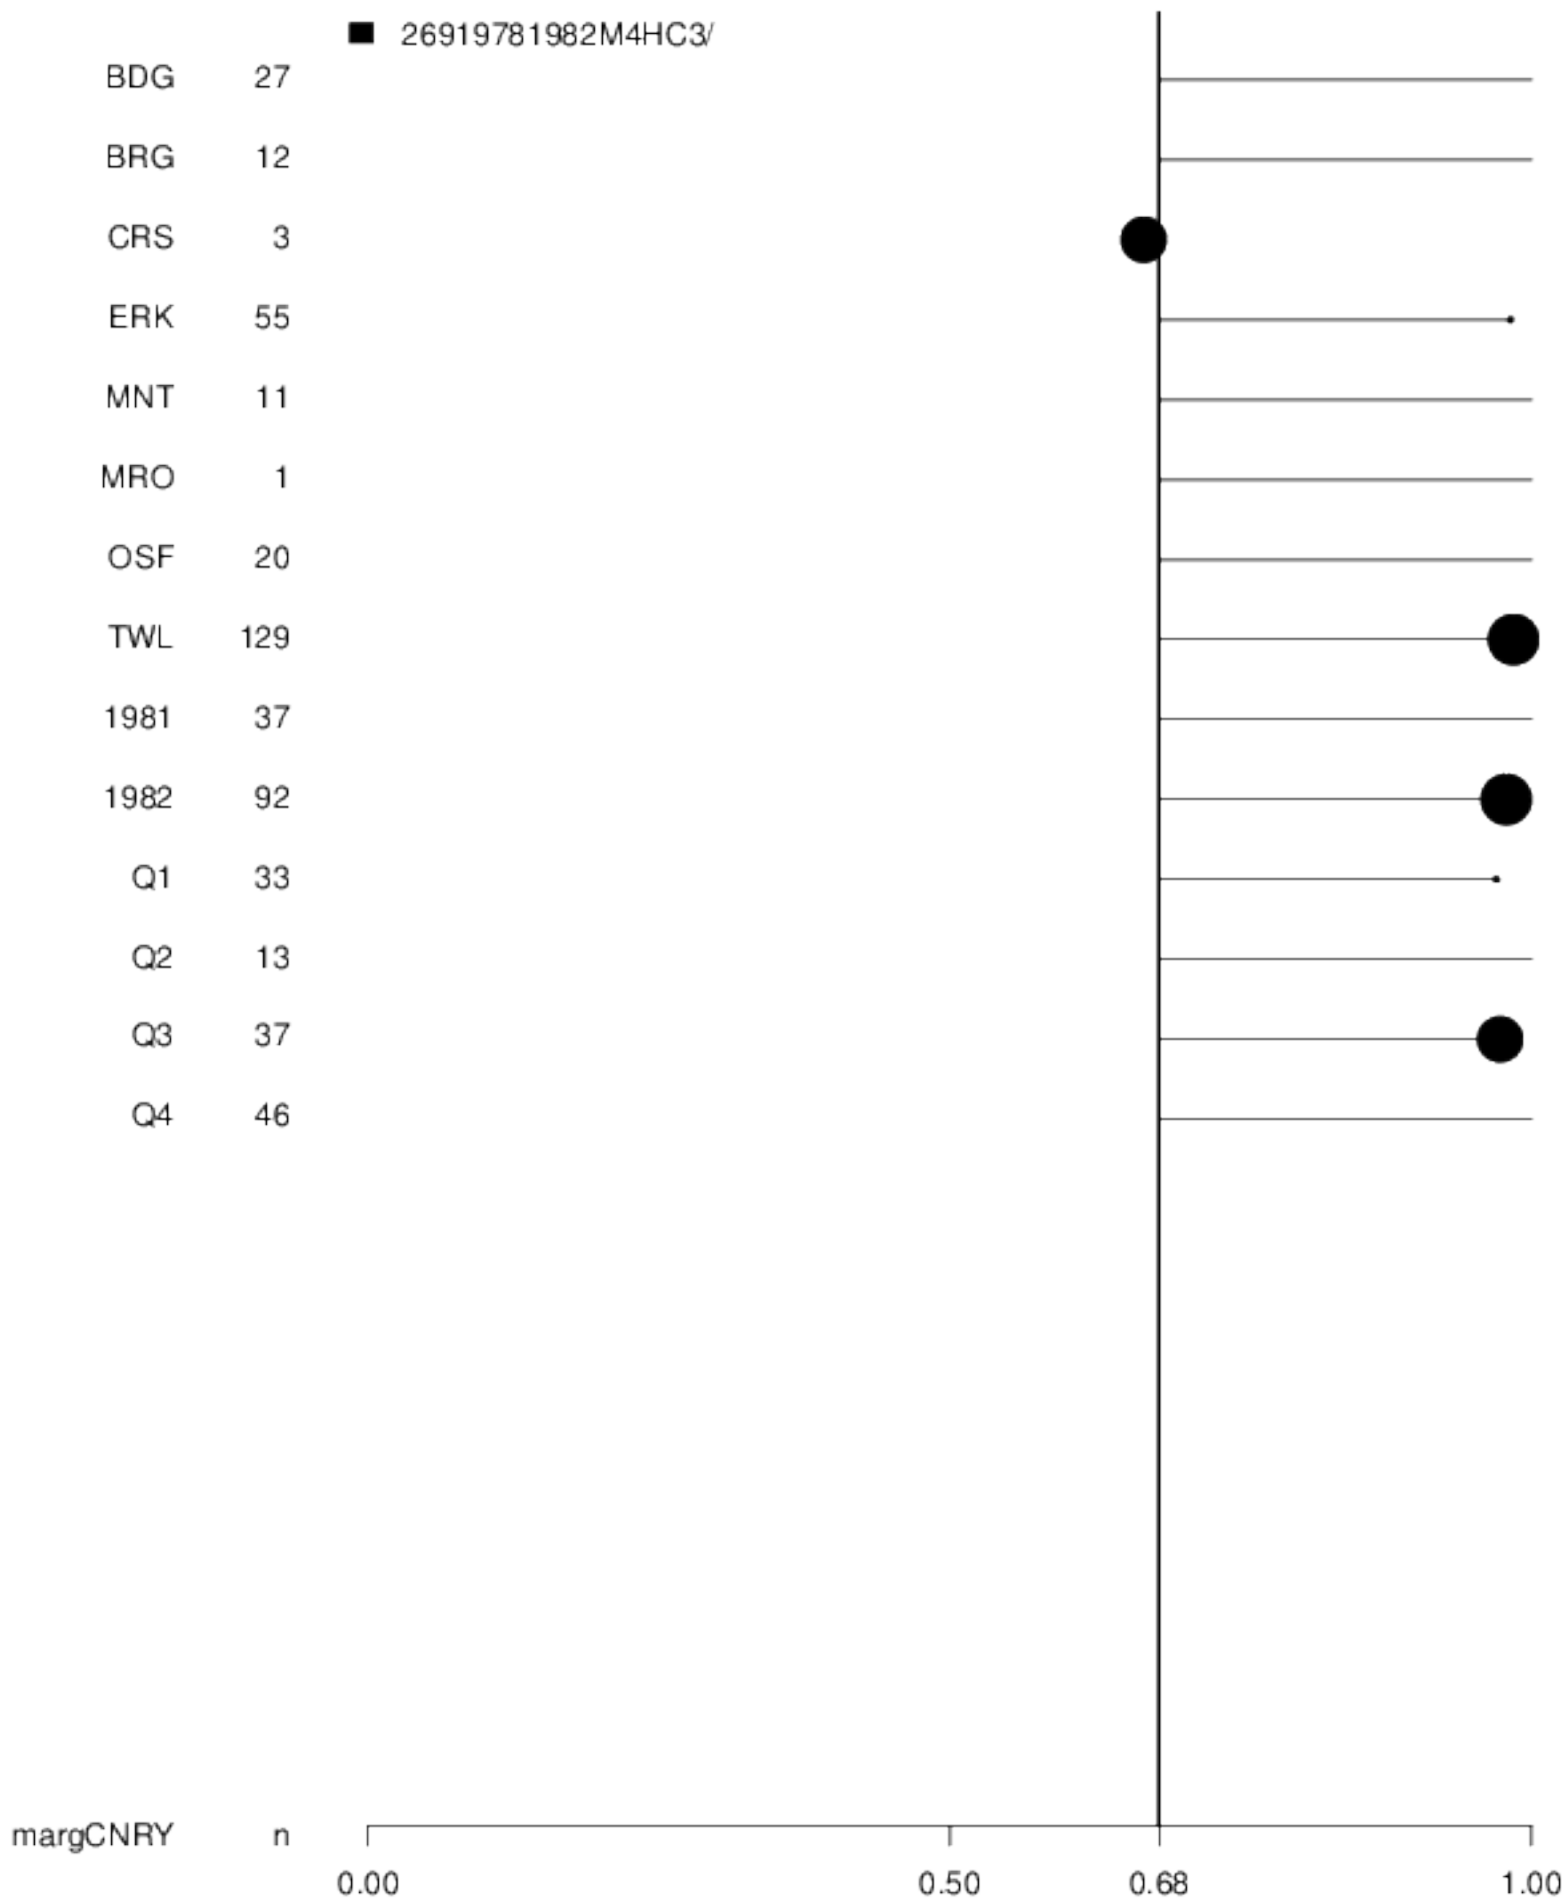 26919781982M4HC3/
BDG 27
BRG 12
CRS 3
ERK 55
MNT 11
MRO 1
OSF 20
TWL 129
1981 37
1982 92
Q1 33
Q2 13
Q3 37
Q4 46
margCNRY n
0.00 0.50 0.68 1.00